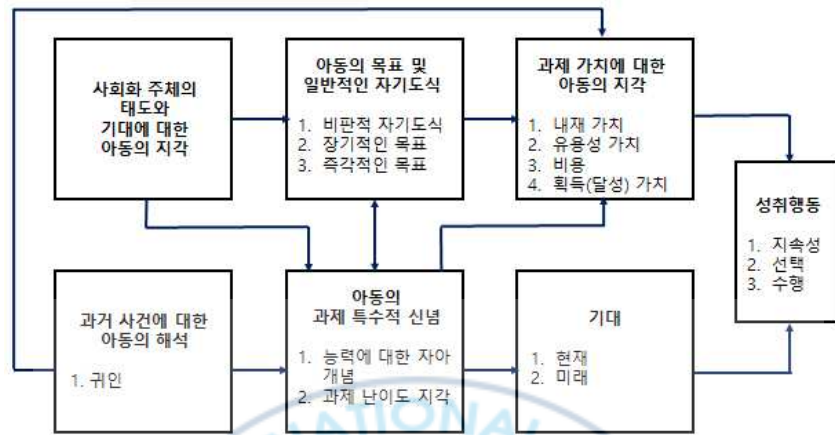 사회화 주체의
태도와
기대에 대한
아동의 지각
아동의 목표 및
일반적인 자기도식
1. 비판적 자기도식
2. 장기적인 목표
3. 즉각적인 목표
과제 가치에 대한
아동의 지각
1. 내재 가치
2. 유용성 가치
3. 비용
4. 획득(달성) 가치
성취행동
1. 지속성
2. 선택
3. 수행
과거 사건에 대한
아동의 해석
1. 귀인
아동의
과제 특수적 신념
1. 능력에 대한 자아
개념
2. 과제 난이도 지각
기대
1. 현재
2. 미래